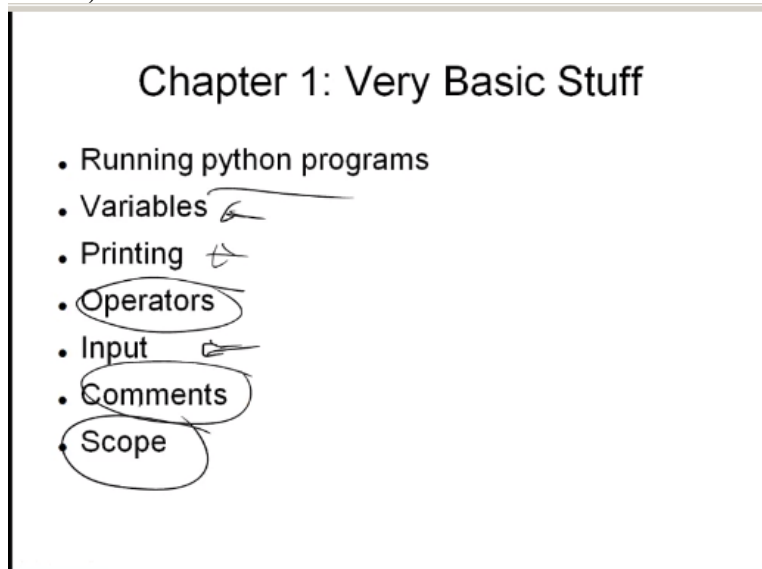 Chapter 1: Very Basic Stuff
• Running python programs
• Variables
• Printing
• Operators
• Input
• Comments
• Scope